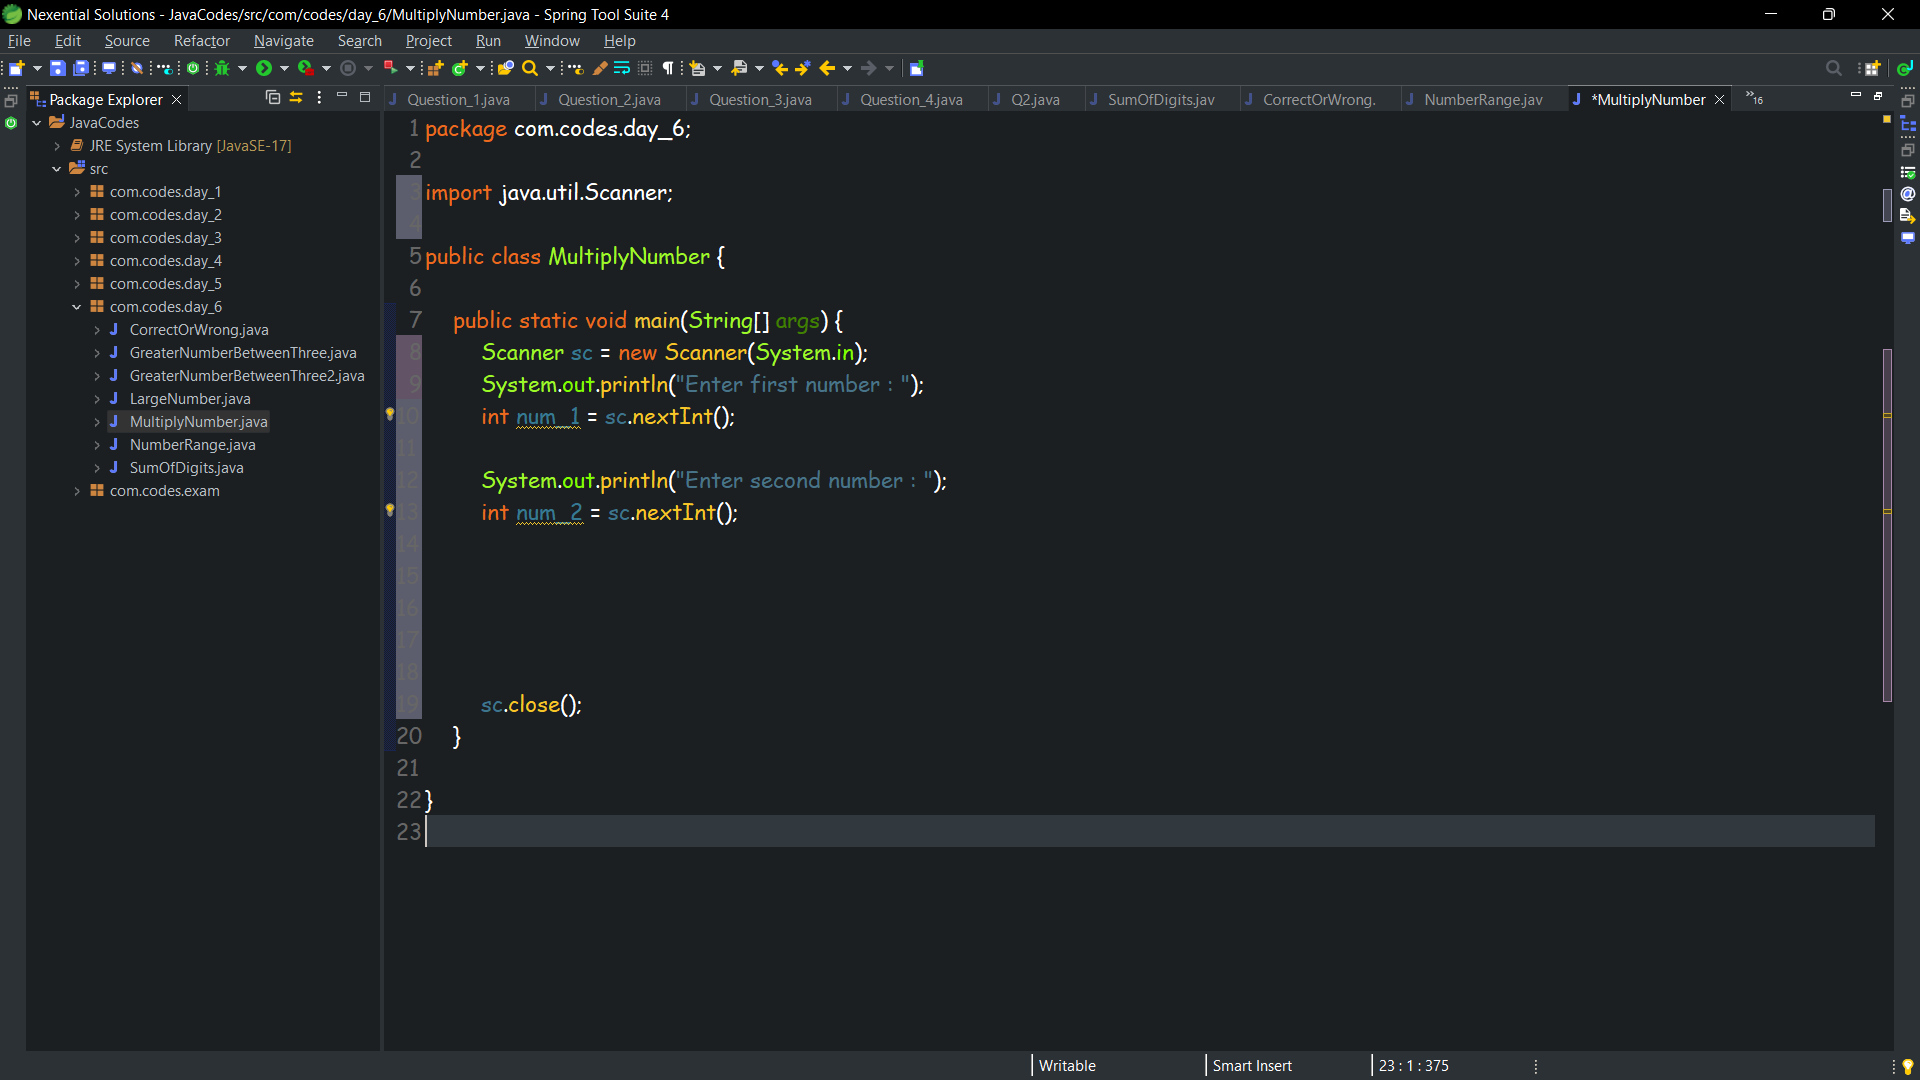 Nexential Solutions - JavaCodes/src/com/codes/day_6/MultiplyNumber.java - Spring Tool Suite 4
File Edit Source Refactor Navigate Search Project Run Window Help
Package Explorer
Question_1.java Question_2.java Question_3.java Question_4.java Q2.java SumOfDigits.jav CorrectOrWrong. NumberRange.jav *MultiplyNumber »16
JavaCodes
JRE System Library [JavaSE-17]
src
com.codes.day_1
com.codes.day_2
com.codes.day_3
com.codes.day_4
com.codes.day_5
com.codes.day_6
CorrectOrWrong.java
GreaterNumberBetweenThree.java
GreaterNumberBetweenThree2.java
LargeNumber.java
MultiplyNumber.java
NumberRange.java
SumOfDigits.java
com.codes.exam
1 package com.codes.day_6;
2
3 import java.util.Scanner;
4
5 public class MultiplyNumber {
6
7 public static void main(String[] args) {
8 Scanner sc = new Scanner(System.in);
9 System.out.println("Enter first number : ");
10 int num_1 = sc.nextInt();
11
12 System.out.println("Enter second number : ");
13 int num_2 = sc.nextInt();
14
15
16
17
18
19 sc.close();
20 }
21
22 }
23
Writable Smart Insert 23 : 1 : 375